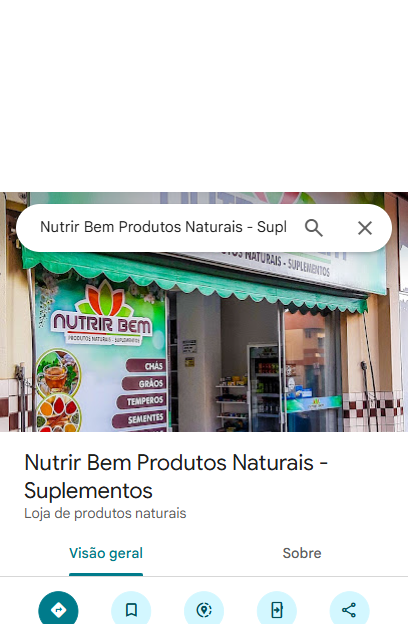 Nutrir Bem Produtos Naturais - Supl
NATURAIS - SUPLEMENTOS
NUTRIR BEM
PRODUTOS NATURAIS - SUPLEMENTOS
CHÁS
GRÃOS
TEMPEROS
SEMENTES
Nutrir Bem Produtos Naturais -
Suplementos
Loja de produtos naturais
Visão geral
Sobre